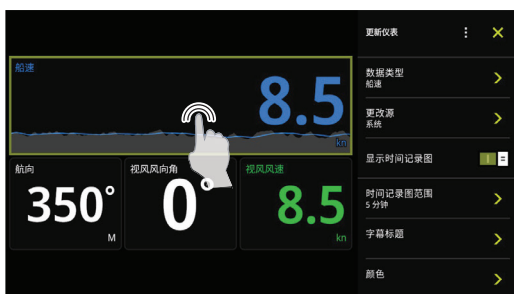 船速
8.5
kn
航向
350°
M
视风风向角
0°
视风风速
8.5
kn
更新仪表
数据类型
船速
更改源
系统
显示时间记录图
时间记录图范围
5 分钟
字幕标题
颜色